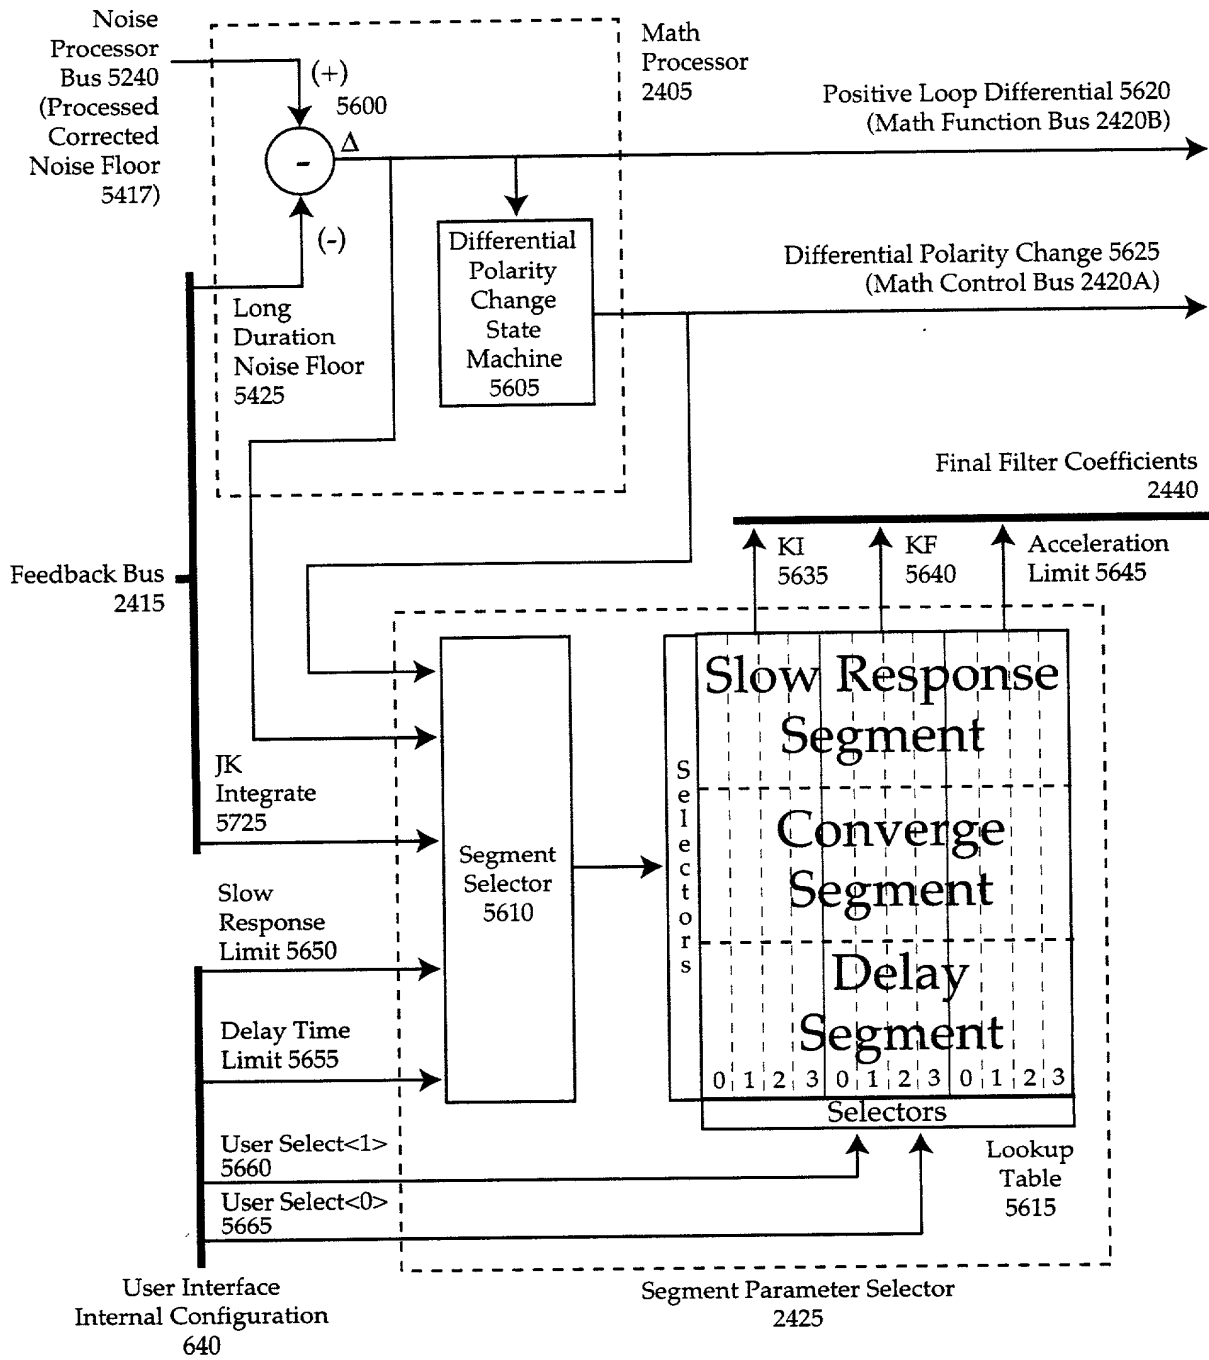 Noise
Processor
Bus 5240
(Processed
Corrected
Noise Floor
5417)
(+)
5600
Δ
-
(-)
Math
Processor
2405
Positive Loop Differential 5620
(Math Function Bus 2420B)
Differential
Polarity
Change
State
Machine
5605
Differential Polarity Change 5625
(Math Control Bus 2420A)
Long
Duration
Noise Floor
5425
Final Filter Coefficients
2440
KI
5635
KF
5640
Acceleration
Limit 5645
Feedback Bus
2415
JK
Integrate
5725
Slow
Response
Limit 5650
Delay Time
Limit 5655
User Select<1>
5660
User Select<0>
5665
User Interface
Internal Configuration
640
Segment
Selector
5610
Selectors
Slow Response
Segment
Converge
Segment
Delay
Segment
0 1 2 3 0 1 2 3 0 1 2 3
Selectors
Lookup
Table
5615
Segment Parameter Selector
2425